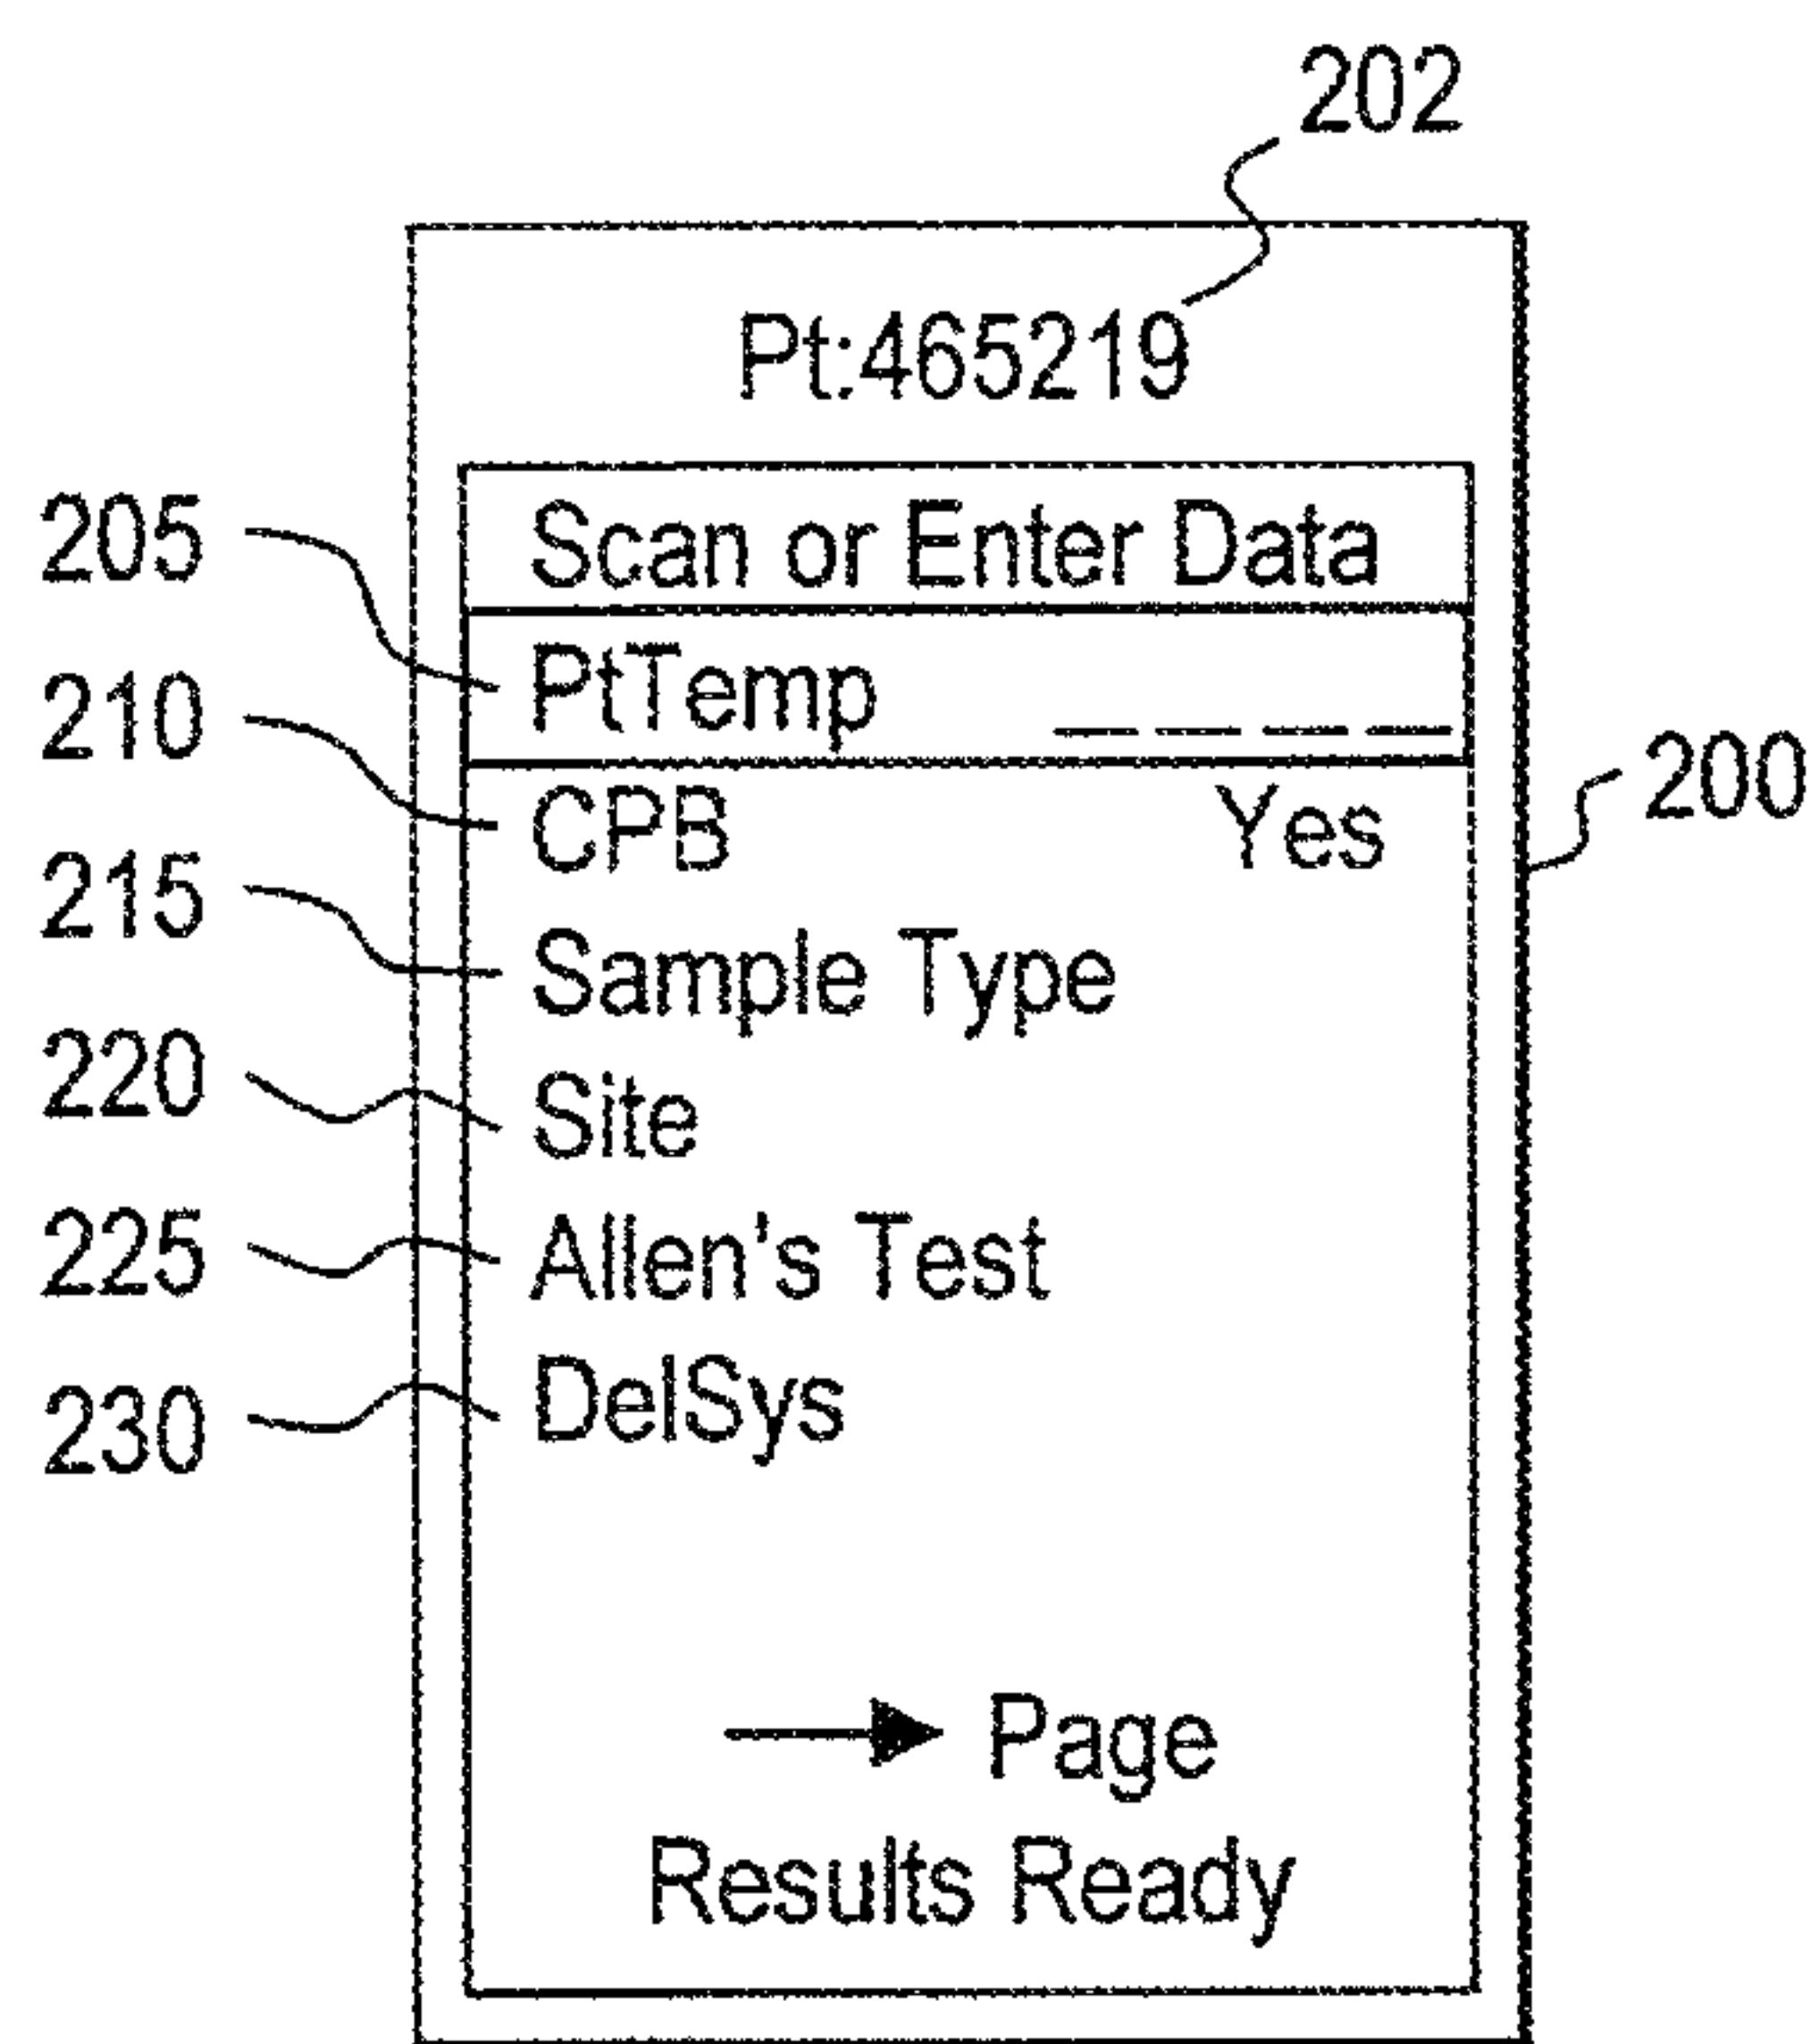 202
Pt:465219
Scan or Enter Data
205
PtTemp _ _ _ _
210
CPB Yes
200
215
Sample Type
220
Site
225
Allen's Test
230
DelSys
→ Page
Results Ready